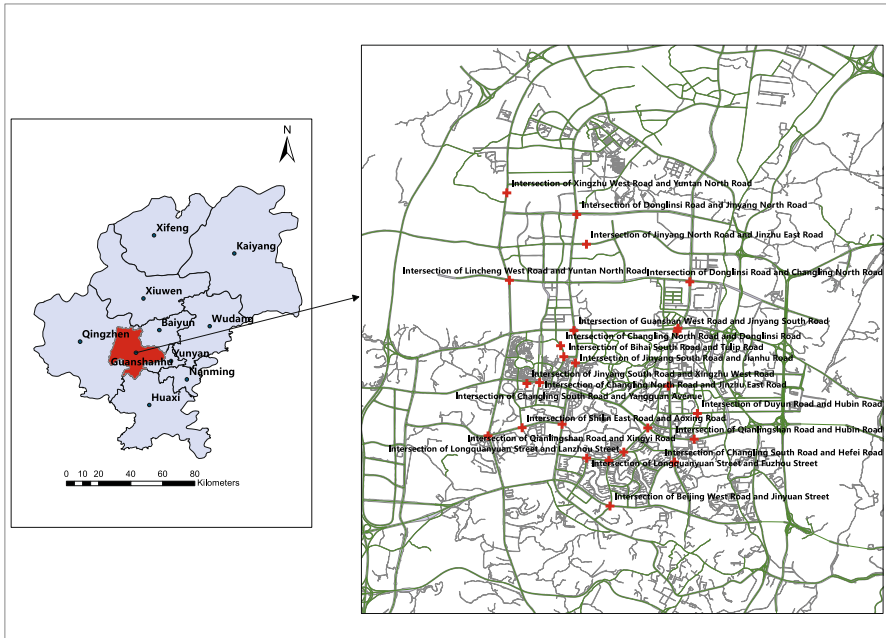 N
Xifeng
Kaiyang
Xiuwen
Wudang
Baiyun
Qingzhen
Yunyan
Guanshanhu
Nanming
Huaxi
0 10 20 40 60 80
Kilometers
Intersection of Xingzhu West Road and Yuntan North Road
Intersection of Donglinsi Road and Jinyang North Road
Intersection of Jinyang North Road and Jinzhu East Road
Intersection of Lincheng West Road and Yuntan North Road
Intersection of Donglinsi Road and Changling North Road
Intersection of Guanshan West Road and Jinyang South Road
Intersection of Changling North Road and Donglinsi Road
Intersection of Bihai South Road and Tulip Road
Intersection of Jinyang South Road and Jianhu Road
Intersection of Jinyang South Road and Xingzhu West Road
Intersection of Changling North Road and Jinzhu East Road
Intersection of Changling South Road and Yangguan Avenue
Intersection of Duyun Road and Hubin Road
Intersection of Shilin East Road and Aoxing Road
Intersection of Qianlingshan Road and Hubin Road
Intersection of Qianlingshan Road and Xingyi Road
Intersection of Longquanyuan Street and Lanzhou Street
Intersection of Changling South Road and Hefei Road
Intersection of Longquanyuan Street and Fuzhou Street
Intersection of Beijing West Road and Jinyuan Street